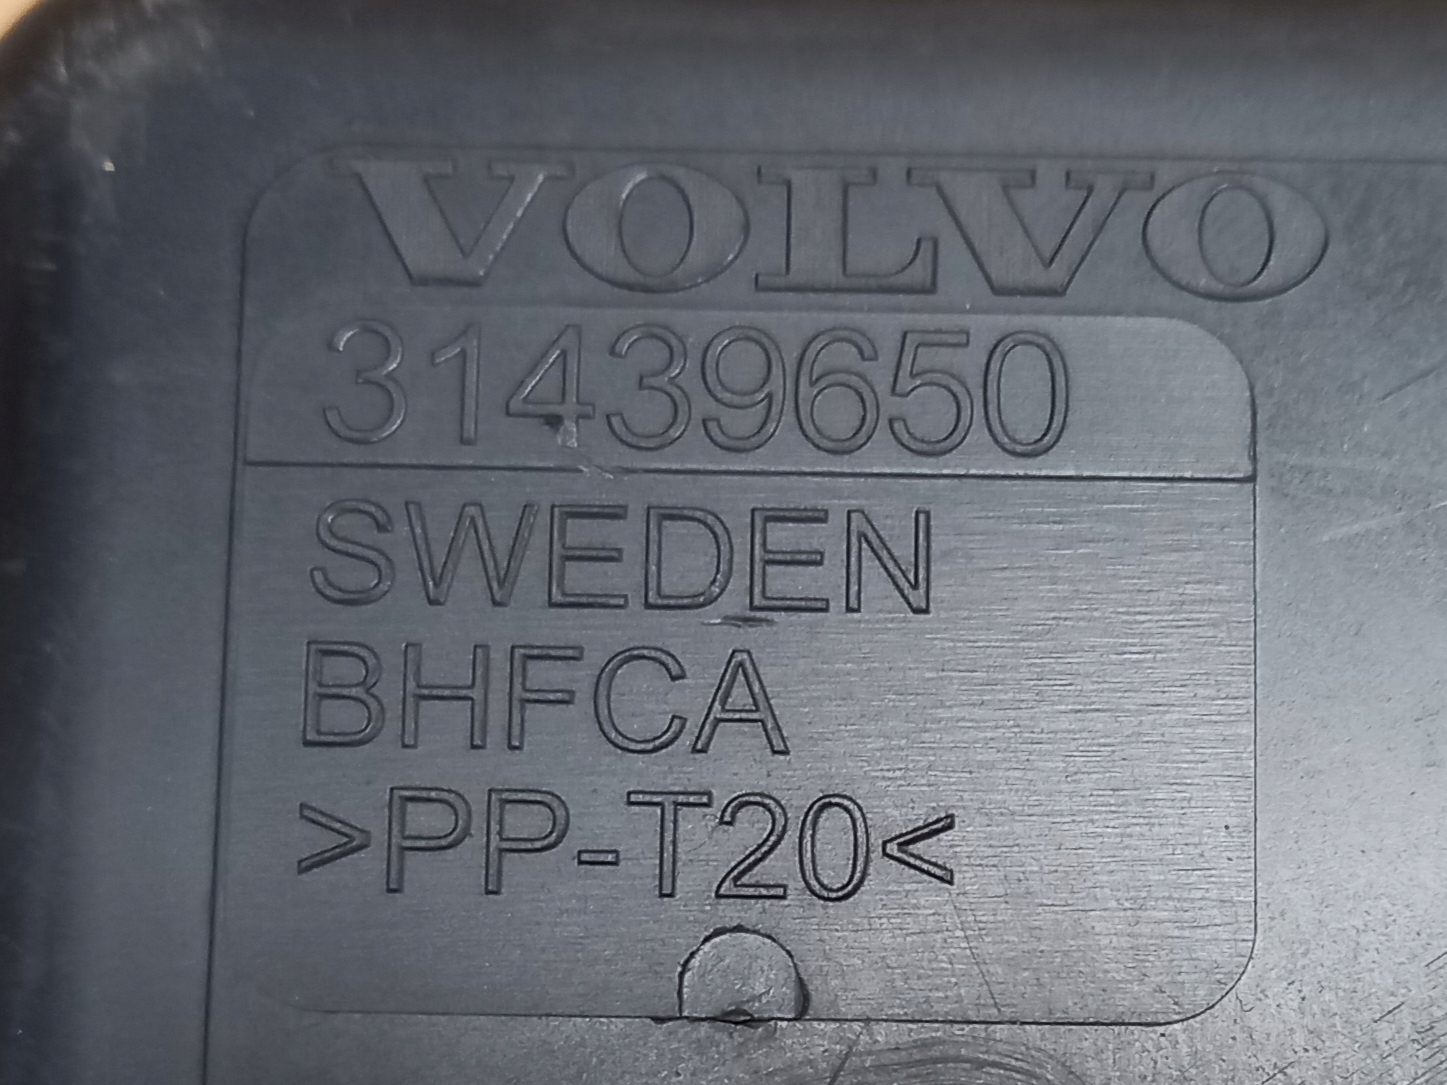 VOLVO
31439650
SWEDEN
BHFCA
>PP-T20<